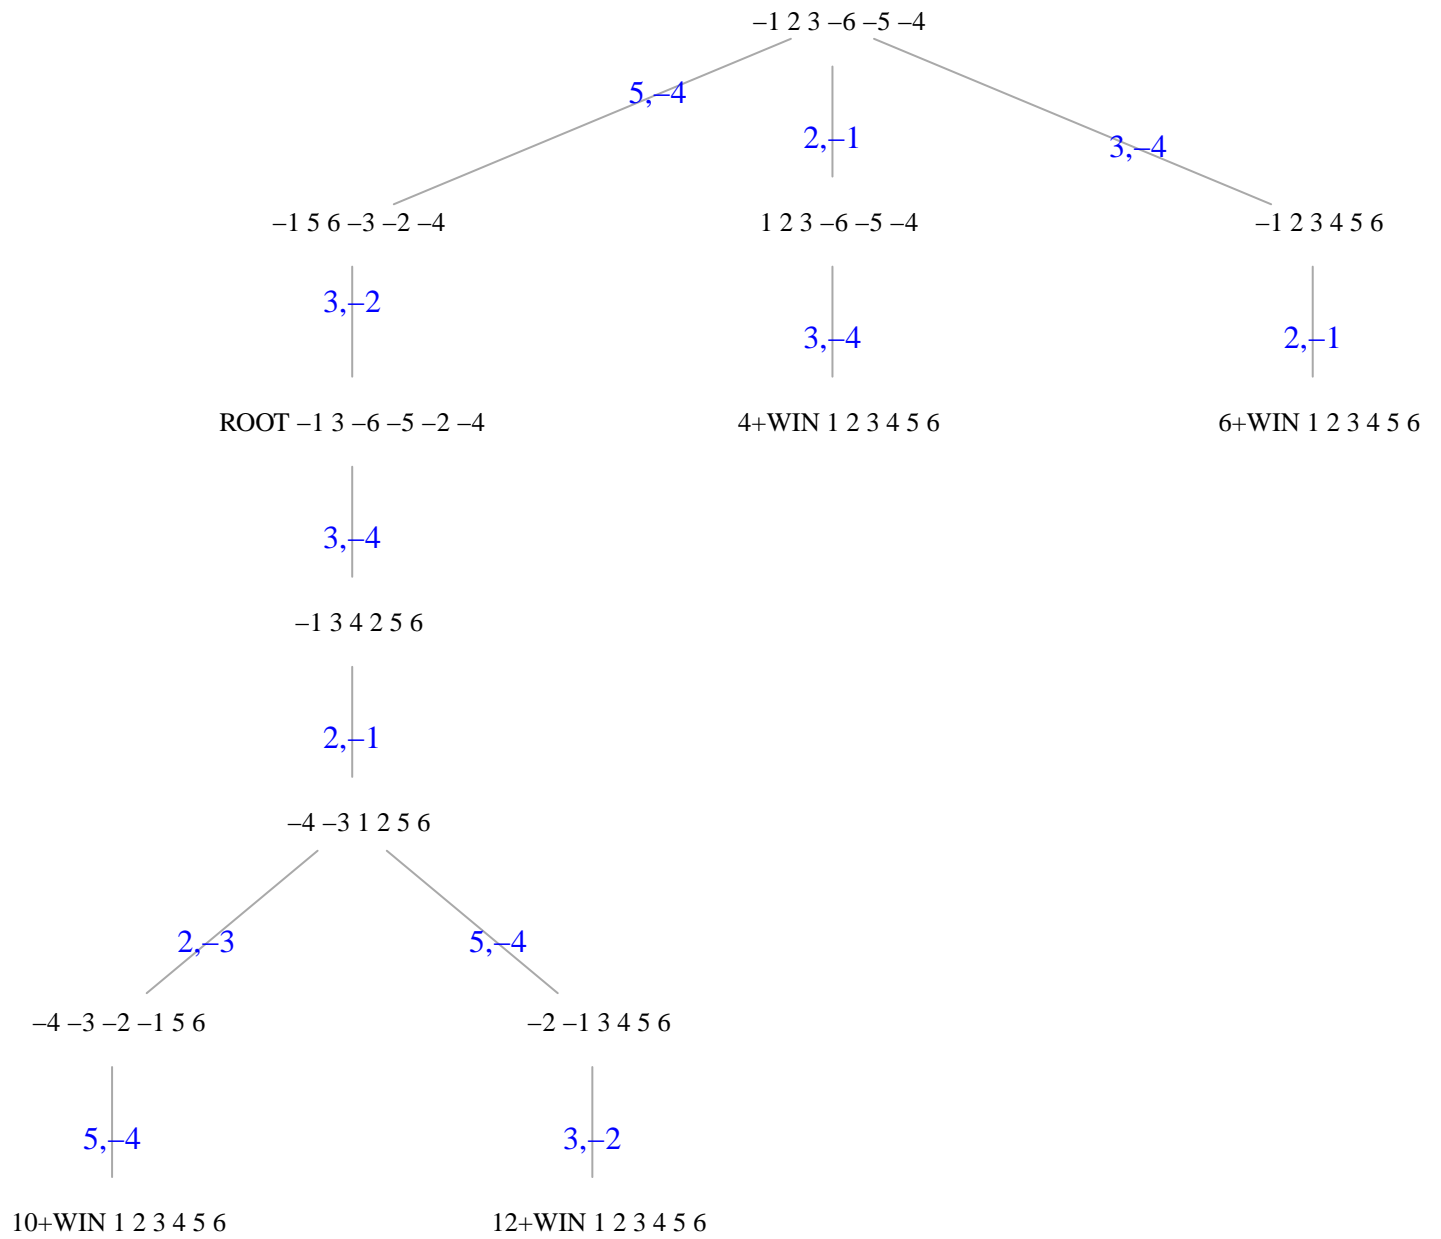 –1 2 3 –6 –5 –4
5,–4
2,–1
3,–4
–1 5 6 –3 –2 –4
1 2 3 –6 –5 –4
–1 2 3 4 5 6
3,–2
3,–4
2,–1
ROOT –1 3 –6 –5 –2 –4
4+WIN 1 2 3 4 5 6
6+WIN 1 2 3 4 5 6
3,–4
–1 3 4 2 5 6
2,–1
–4 –3 1 2 5 6
2,–3
5,–4
–4 –3 –2 –1 5 6
–2 –1 3 4 5 6
5,–4
3,–2
10+WIN 1 2 3 4 5 6
12+WIN 1 2 3 4 5 6